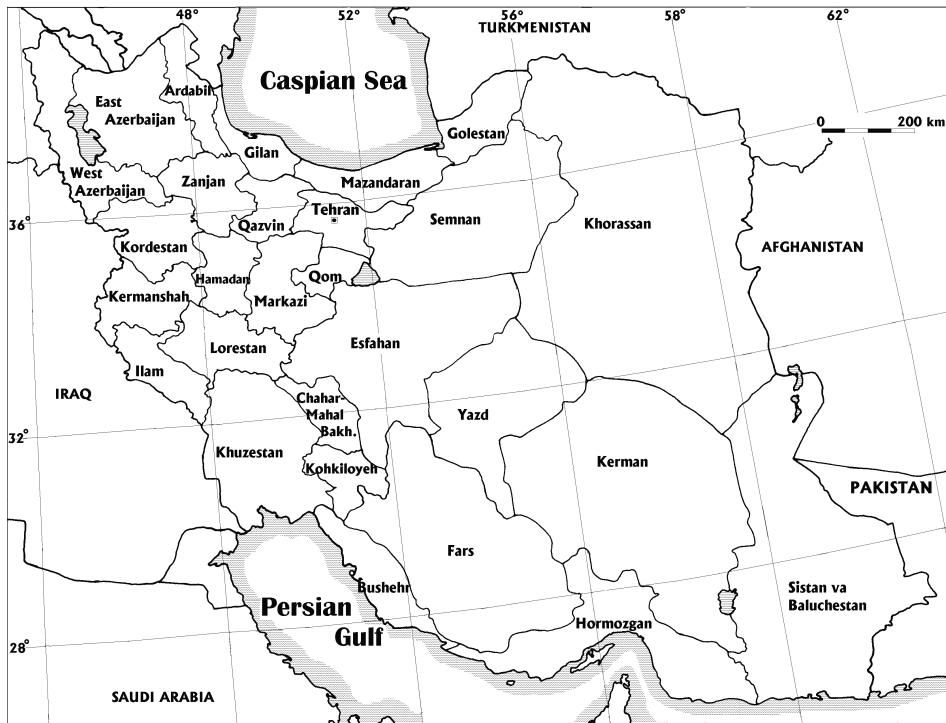 48°
52°
56°
58°
62°
TURKMENISTAN
Caspian Sea
Ardabil
East
Azerbaijan
0 200 km
Golestan
Gilan
West
Azerbaijan
Zanjan
Mazandaran
36°
Tehran
Qazvin
Semnan
Khorassan
Kordestan
AFGHANISTAN
Hamadan
Qom
Kermanshah
Markazi
Lorestan
Esfahan
Ilam
IRAQ
Chahar-
Mahal
Bakh.
Yazd
32°
Khuzestan
Kohkiloyeh
Kerman
PAKISTAN
Fars
Bushehr
Sistan va
Baluchestan
Persian
Gulf
Hormozgan
28°
SAUDI ARABIA